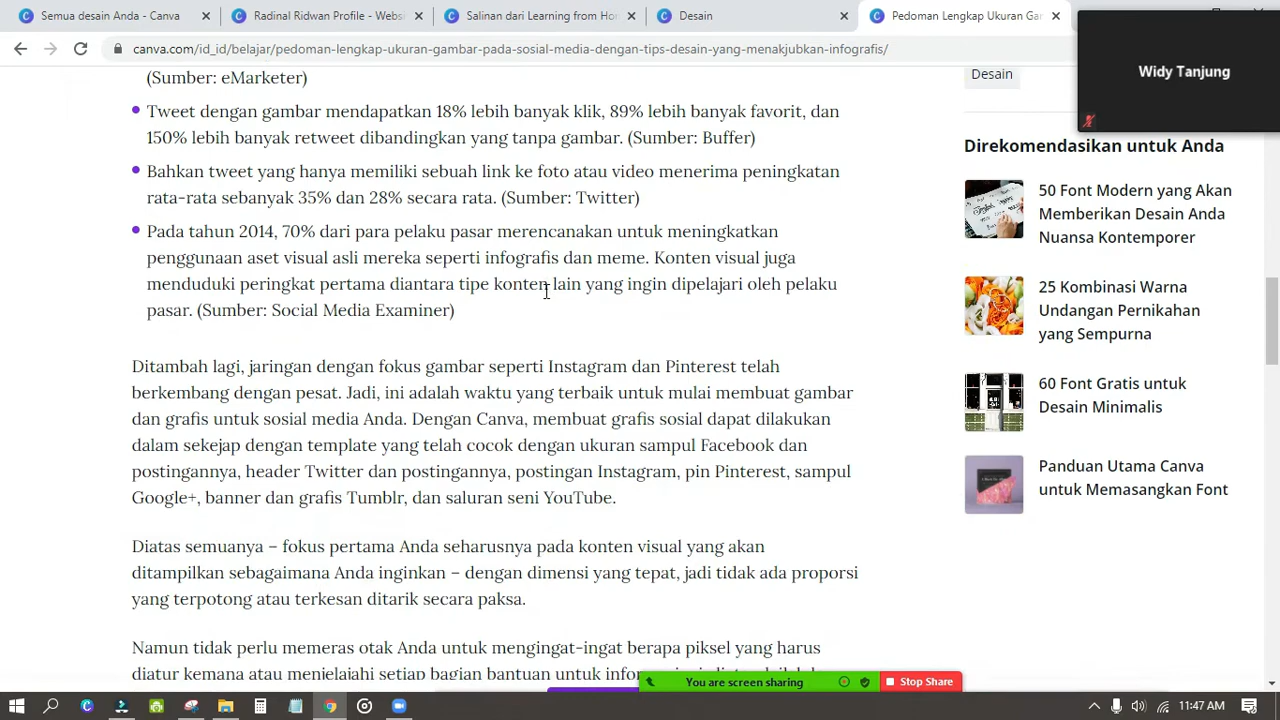 Semua desain Anda - Canva
Radinal Ridwan Profile - Webs
Salinan dari Learning from Ho
Desain
Pedoman Lengkap Ukuran Ga
canva.com/id_id/belajar/pedoman-lengkap-ukuran-gambar-pada-sosial-media-dengan-tips-desain-yang-menakjubkan-infografis/
Widy Tanjung
(Sumber: eMarketer)
Tweet dengan gambar mendapatkan 18% lebih banyak klik, 89% lebih banyak favorit, dan
150% lebih banyak retweet dibandingkan yang tanpa gambar. (Sumber: Buffer)
Bahkan tweet yang hanya memiliki sebuah link ke foto atau video menerima peningkatan
rata-rata sebanyak 35% dan 28% secara rata. (Sumber: Twitter)
Pada tahun 2014, 70% dari para pelaku pasar merencanakan untuk meningkatkan
penggunaan aset visual asli mereka seperti infografis dan meme. Konten visual juga
menduduki peringkat pertama diantara tipe konten lain yang ingin dipelajari oleh pelaku
pasar. (Sumber: Social Media Examiner)
Ditambah lagi, jaringan dengan fokus gambar seperti Instagram dan Pinterest telah
berkembang dengan pesat. Jadi, ini adalah waktu yang terbaik untuk mulai membuat gambar
dan grafis untuk sosial media Anda. Dengan Canva, membuat grafis sosial dapat dilakukan
dalam sekejap dengan template yang telah cocok dengan ukuran sampul Facebook dan
postingannya, header Twitter dan postingannya, postingan Instagram, pin Pinterest, sampul
Google+, banner dan grafis Tumblr, dan saluran seni YouTube.
Diatas semuanya – fokus pertama Anda seharusnya pada konten visual yang akan
ditampilkan sebagaimana Anda inginkan – dengan dimensi yang tepat, jadi tidak ada proporsi
yang terpotong atau terkesan ditarik secara paksa.
Namun tidak perlu memeras otak Anda untuk mengingat-ingat berapa piksel yang harus
diatur kemana atau menjelajahi setiap bagian bantuan untuk
Desain
Direkomendasikan untuk Anda
50 Font Modern yang Akan
Memberikan Desain Anda
Nuansa Kontemporer
25 Kombinasi Warna
Undangan Pernikahan
yang Sempurna
60 Font Gratis untuk
Desain Minimalis
Panduan Utama Canva
untuk Memasangkan Font
You are screen sharing
Stop Share
11:47 AM